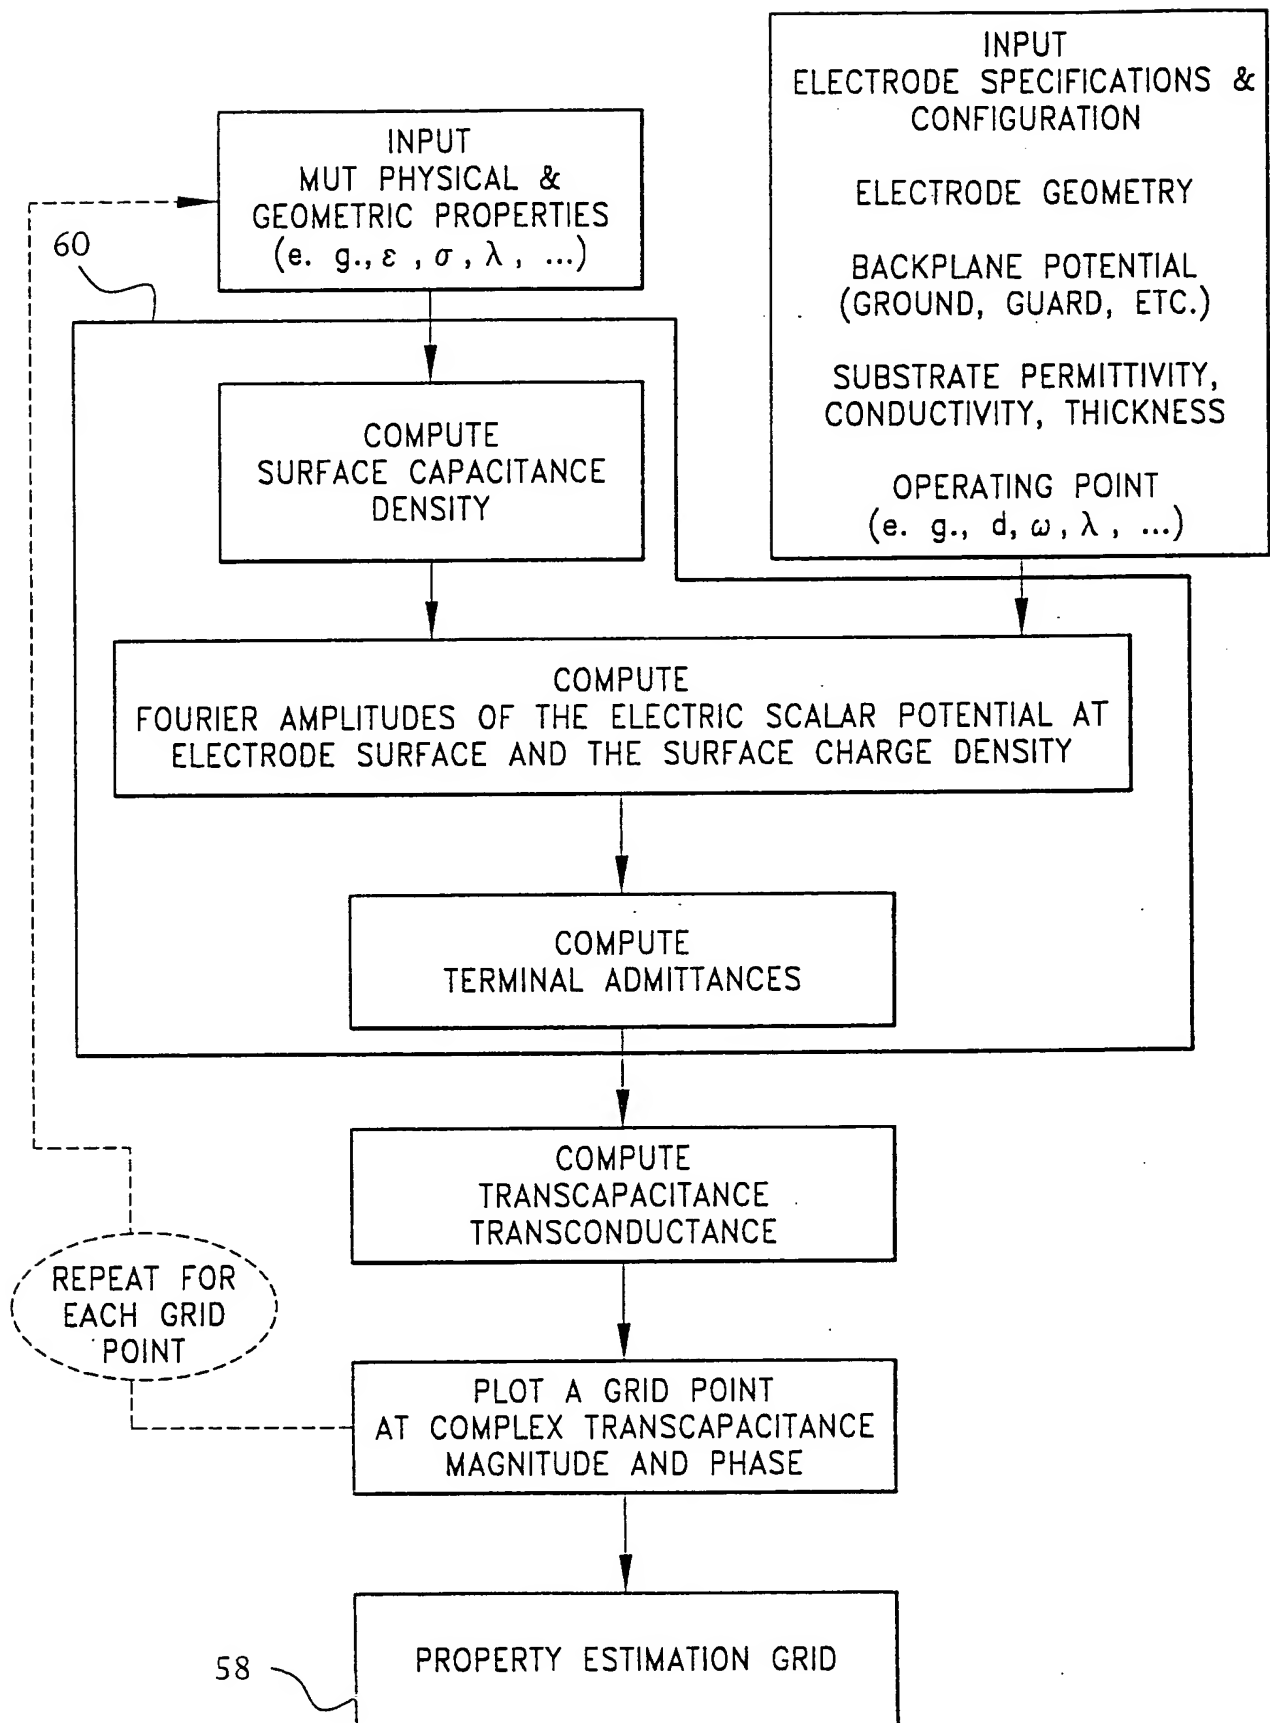 INPUT
ELECTRODE SPECIFICATIONS &
CONFIGURATION
ELECTRODE GEOMETRY
BACKPLANE POTENTIAL
(GROUND, GUARD, ETC.)
SUBSTRATE PERMITTIVITY,
CONDUCTIVITY, THICKNESS
OPERATING POINT
(e. g., d, ω, λ, ...)
INPUT
MUT PHYSICAL &
GEOMETRIC PROPERTIES
(e. g., ε, σ, λ, ...)
60
COMPUTE
SURFACE CAPACITANCE
DENSITY
COMPUTE
FOURIER AMPLITUDES OF THE ELECTRIC SCALAR POTENTIAL AT
ELECTRODE SURFACE AND THE SURFACE CHARGE DENSITY
COMPUTE
TERMINAL ADMITTANCES
COMPUTE
TRANSCAPACITANCE
TRANSCONDUCTANCE
REPEAT FOR
EACH GRID
POINT
PLOT A GRID POINT
AT COMPLEX TRANSCAPACITANCE
MAGNITUDE AND PHASE
PROPERTY ESTIMATION GRID
58